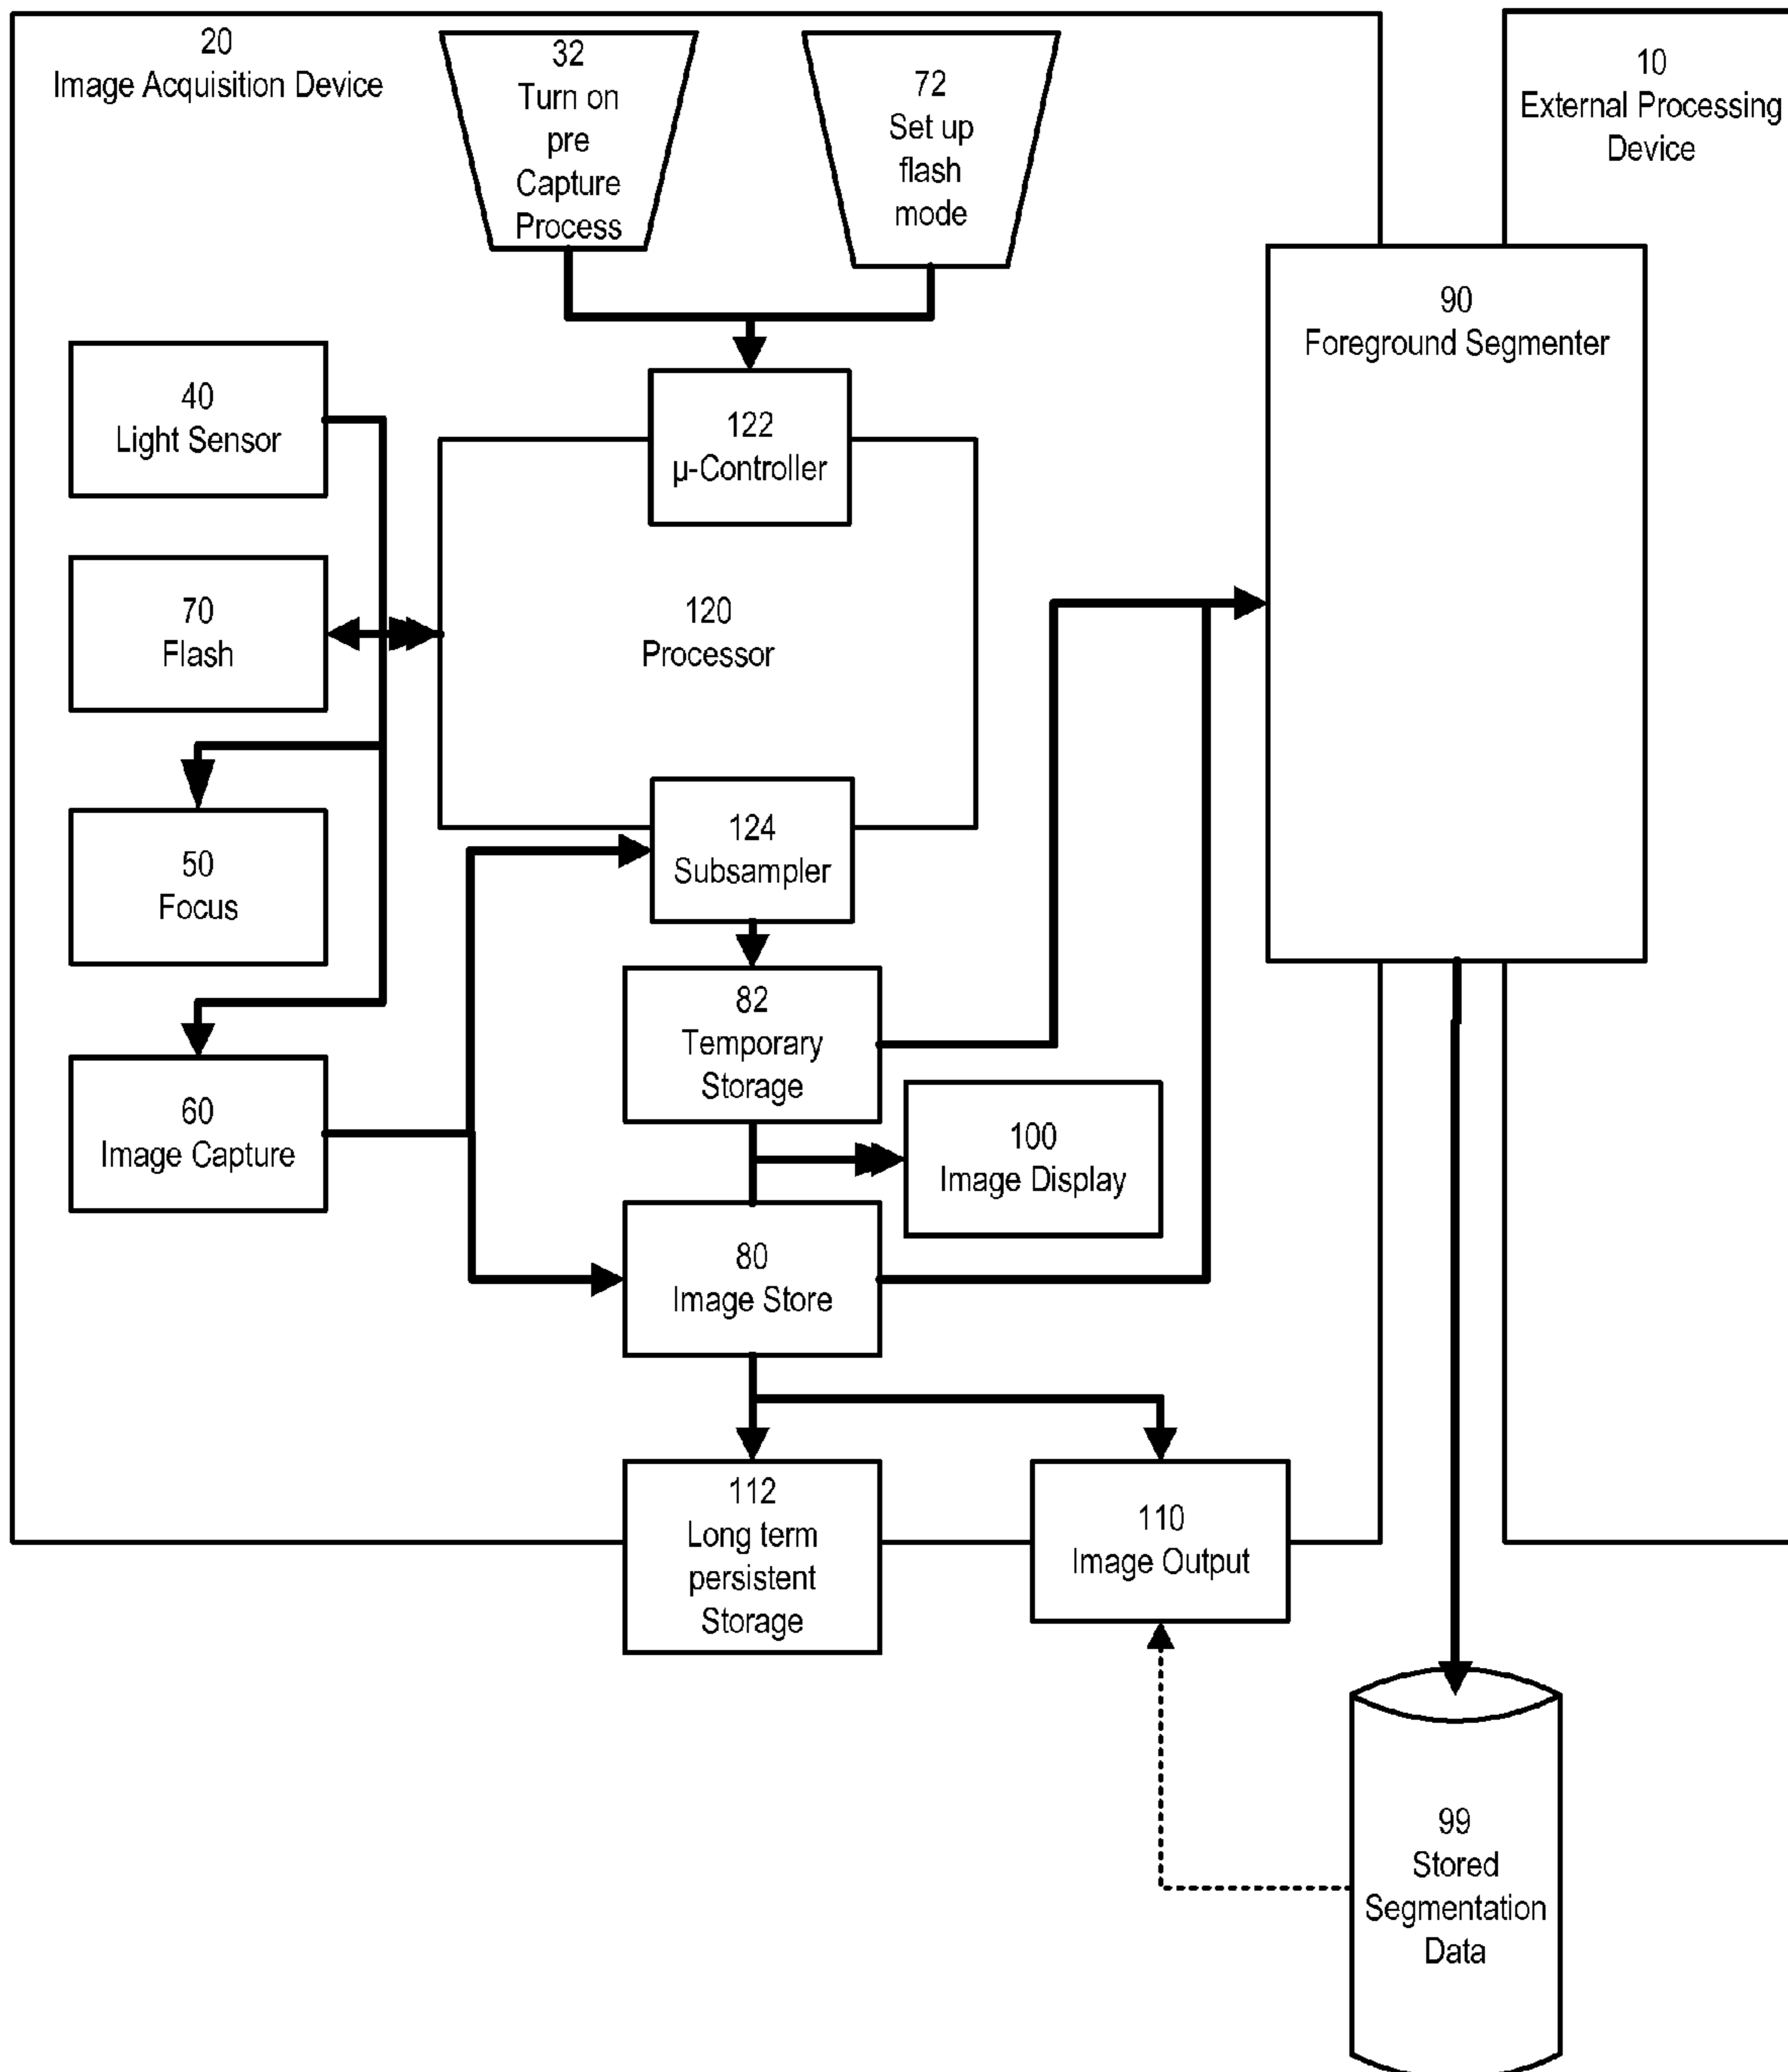 20
Image Acquisition Device
32
Turn on
pre
Capture
Process
72
Set up
flash
mode
10
External Processing
Device
90
Foreground Segmenter
40
Light Sensor
122
µ-Controller
70
Flash
120
Processor
50
Focus
124
Subsampler
82
Temporary
Storage
60
Image Capture
100
Image Display
80
Image Store
112
Long term
persistent
Storage
110
Image Output
99
Stored
Segmentation
Data